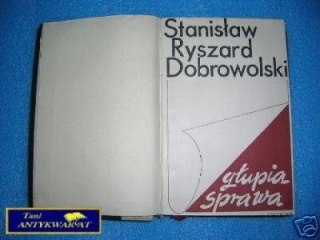 Stanisław
Ryszard
Dobrowolski
głupia
sprawa
Tani
ANTYKWARIAT